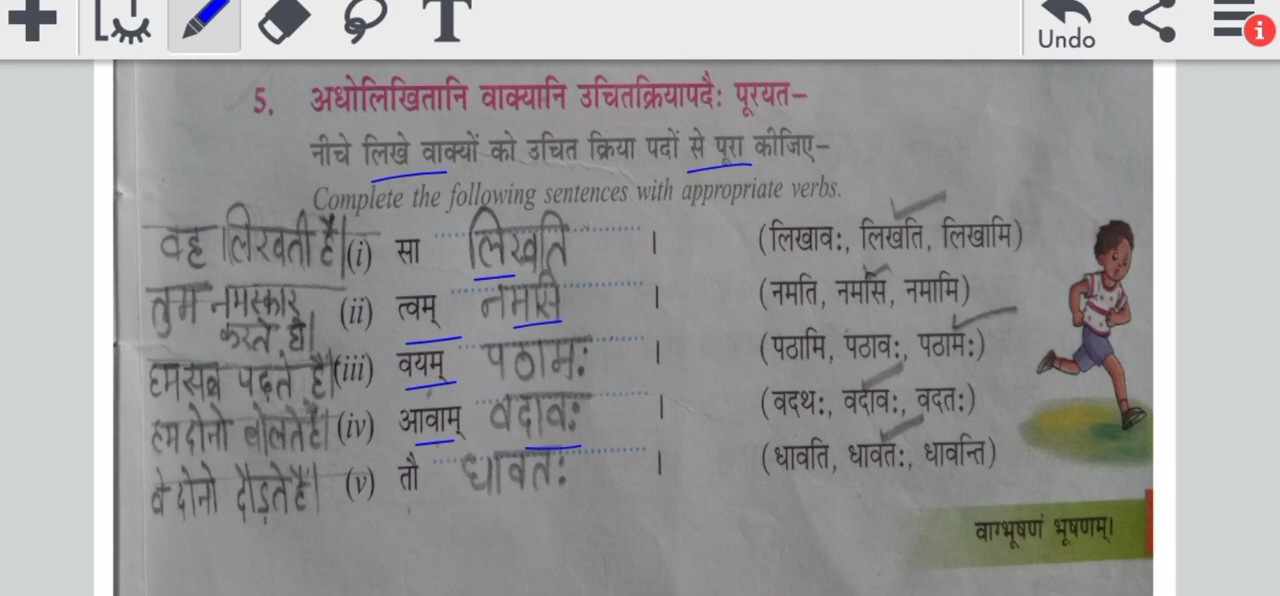 T
Undo
i
5. अधोलिखितानि वाक्यानि उचितक्रियापदैः पूरयत–
नीचे लिखे वाक्यों को उचित क्रिया पदों से पूरा कीजिए–
Complete the following sentences with appropriate verbs.
वह लिखती है। (i) सा लिखति । (लिखावः, लिखति, लिखामि)
तुम नमस्कार (ii) त्वम् नमसि । (नमति, नमसि, नमामि)
करते हो।
हम सब पढ़ते हैं। (iii) वयम् पठामः । (पठामि, पठावः, पठामः)
हम दोनो बोलते हैं। (iv) आवाम् वदावः । (वदथः, वदावः, वदतः)
वे दोनो दौड़ते हैं। (v) तौ धावतः । (धावति, धावतः, धावन्ति)
वाग्भूषणं भूषणम्।